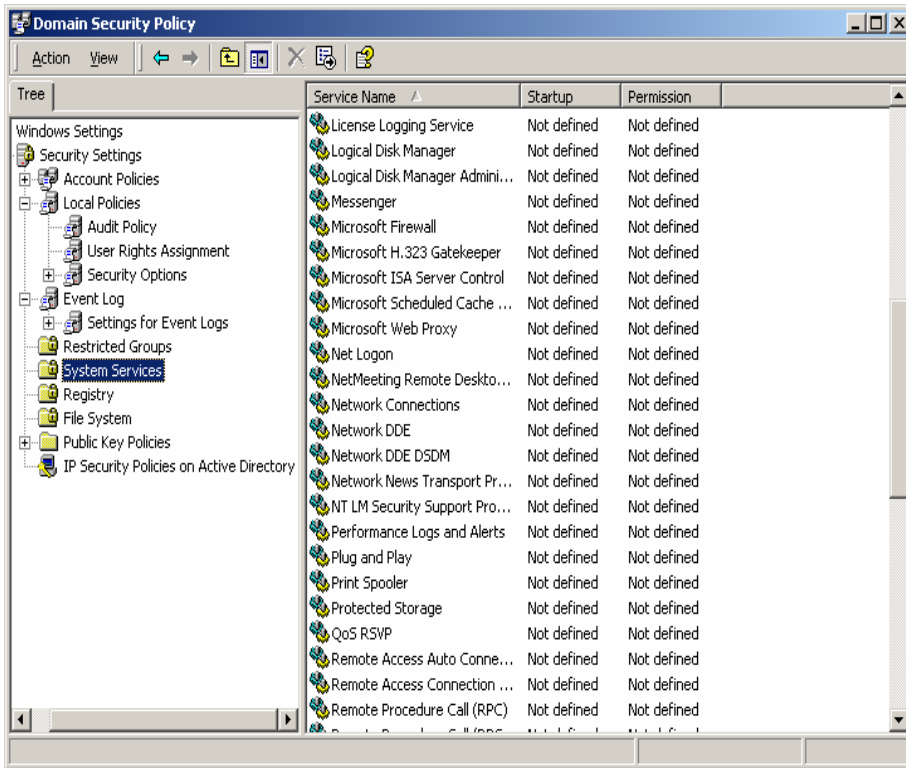 Domain Security Policy
Action View
Tree
Windows Settings
Security Settings
Account Policies
Local Policies
Audit Policy
User Rights Assignment
Security Options
Event Log
Settings for Event Logs
Restricted Groups
System Services
Registry
File System
Public Key Policies
IP Security Policies on Active Directory
Service Name Startup Permission
License Logging Service Not defined Not defined
Logical Disk Manager Not defined Not defined
Logical Disk Manager Admini... Not defined Not defined
Messenger Not defined Not defined
Microsoft Firewall Not defined Not defined
Microsoft H.323 Gatekeeper Not defined Not defined
Microsoft ISA Server Control Not defined Not defined
Microsoft Scheduled Cache ... Not defined Not defined
Microsoft Web Proxy Not defined Not defined
Net Logon Not defined Not defined
NetMeeting Remote Deskto... Not defined Not defined
Network Connections Not defined Not defined
Network DDE Not defined Not defined
Network DDE DSDM Not defined Not defined
Network News Transport Pr... Not defined Not defined
NT LM Security Support Pro... Not defined Not defined
Performance Logs and Alerts Not defined Not defined
Plug and Play Not defined Not defined
Print Spooler Not defined Not defined
Protected Storage Not defined Not defined
QoS RSVP Not defined Not defined
Remote Access Auto Conne... Not defined Not defined
Remote Access Connection ... Not defined Not defined
Remote Procedure Call (RPC) Not defined Not defined